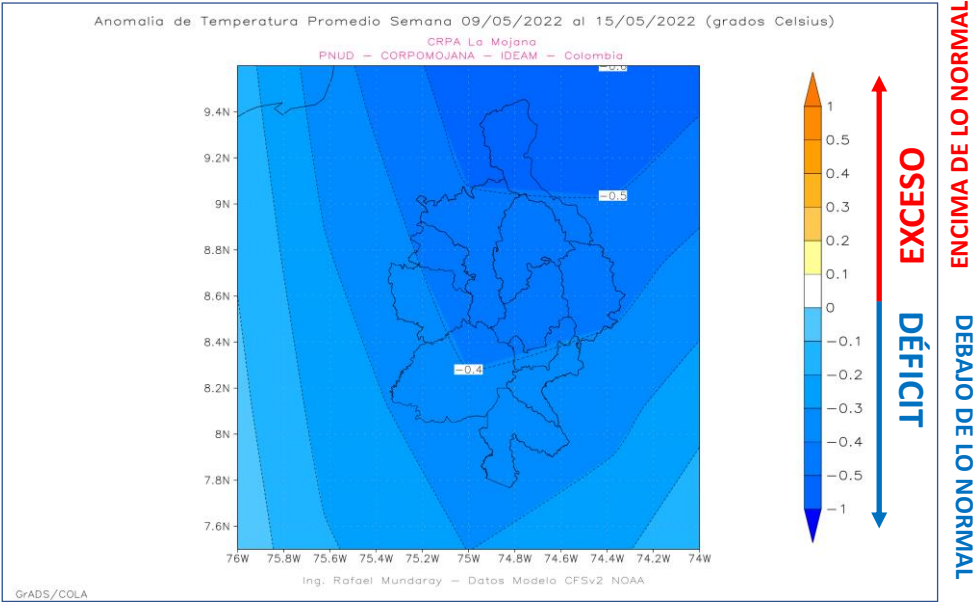 Anomalia de Temperatura Promedio Semana 09/05/2022 al 15/05/2022 (grados Celsius)
CRPA La Mojana
PNUD – CORPOMOJANA – IDEAM – Colombia
9.4N
9.2N
9N
8.8N
8.6N
8.4N
8.2N
8N
7.8N
7.6N
76W 75.8W 75.6W 75.4W 75.2W 75W 74.8W 74.6W 74.4W 74.2W 74W
−0.5
−0.4
1
0.5
0.4
0.3
0.2
0.1
0
−0.1
−0.2
−0.3
−0.4
−0.5
−1
EXCESO
DÉFICIT
ENCIMA DE LO NORMAL
DEBAJO DE LO NORMAL
Ing. Rafael Mundaray – Datos Modelo CFSv2 NOAA
GrADS/COLA